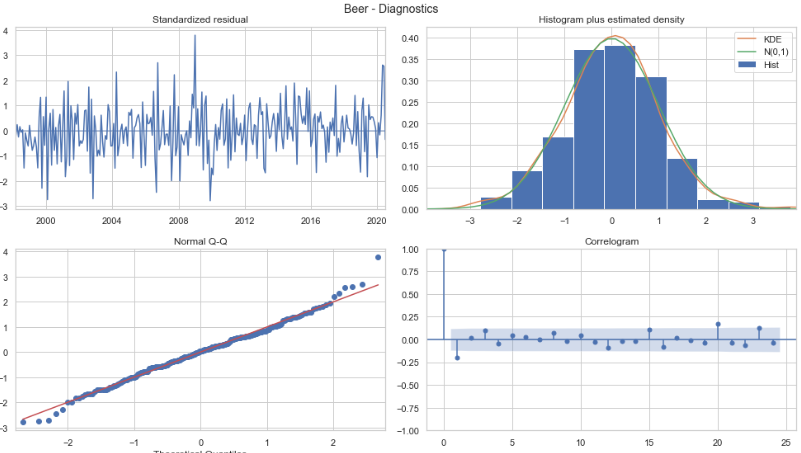 Beer - Diagnostics
Standardized residual
4
3
2
1
0
−1
−2
−3
2000 2004 2008 2012 2016 2020
Histogram plus estimated density
KDE
N(0,1)
Hist
0.40
0.35
0.30
0.25
0.20
0.15
0.10
0.05
0.00
−3 −2 −1 0 1 2 3
Normal Q-Q
4
3
2
1
0
−1
−2
−3
−2 −1 0 1 2
Theoretical Quantiles
Correlogram
1.00
0.75
0.50
0.25
0.00
−0.25
−0.50
−0.75
−1.00
0 5 10 15 20 25